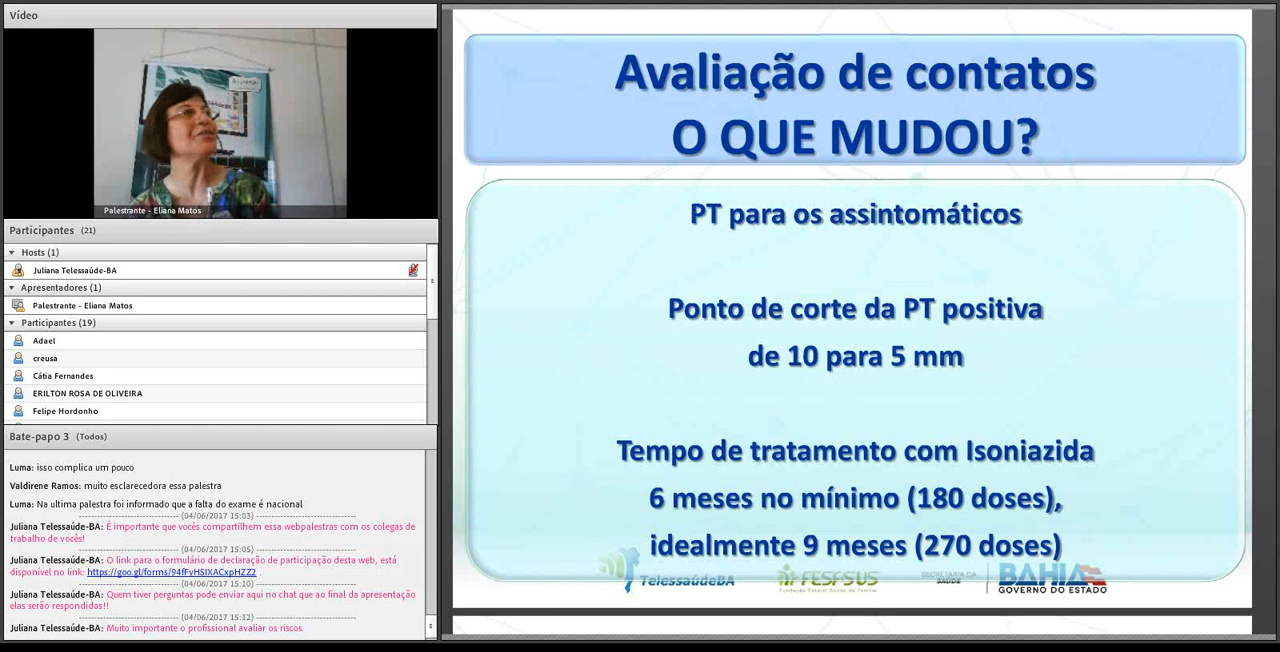 Vídeo
Palestrante - Eliana Matos
Participantes (21)
Hosts (1)
Juliana Telessaúde-BA
Apresentadores (1)
Palestrante - Eliana Matos
Participantes (19)
Adael
creusa
Cátia Fernandes
ERILTON ROSA DE OLIVEIRA
Felipe Hordonho
Bate-papo 3 (Todos)
Luma: isso complica um pouco
Valdirene Ramos: muito esclarecedora essa palestra
Luma: Na ultima palestra foi informado que a falta do exame é nacional
(04/06/2017 15:03)
Juliana Telessaúde-BA: É importante que vocês compartilhem essa webpalestras com os colegas de
trabalho de vocês!
(04/06/2017 15:05)
Juliana Telessaúde-BA: O link para o formulário de declaração de participação desta web, está
disponível no link: https://goo.gl/forms/94fFvHSIXACxpHZZ2 .
(04/06/2017 15:10)
Juliana Telessaúde-BA: Quem tiver perguntas pode enviar aqui no chat que ao final da apresentação
elas serão respondidas!!
(04/06/2017 15:12)
Juliana Telessaúde-BA: Muito importante o profissional avaliar os riscos.
Avaliação de contatos
O QUE MUDOU?
PT para os assintomáticos
Ponto de corte da PT positiva
de 10 para 5 mm
Tempo de tratamento com Isoniazida
6 meses no mínimo (180 doses),
idealmente 9 meses (270 doses)
TelessaúdeBA
FESFSUS
Fundação Estatal Saúde da Família
SECRETARIA DA
SAÚDE
BAHIA
GOVERNO DO ESTADO